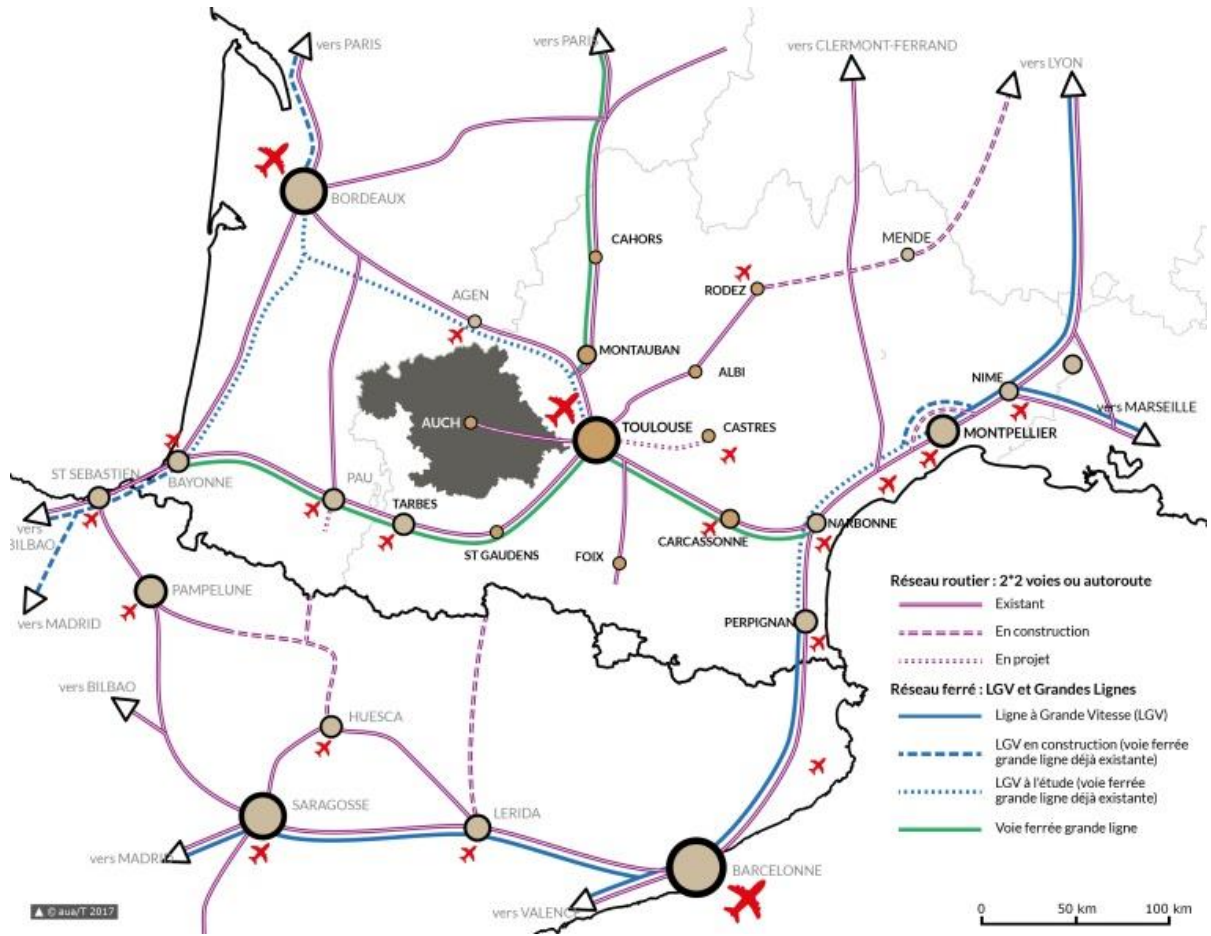 vers PARIS
vers PARIS
vers CLERMONT-FERRAND
vers LYON
BORDEAUX
CAHORS
MENDE
RODEZ
AGEN
MONTAUBAN
ALBI
NIME
AUCH
TOULOUSE
CASTRES
vers MARSEILLE
MONTPELLIER
ST SEBASTIEN
BAYONNE
PAU
TARBES
vers
BILBAO
ST GAUDENS
FOIX
CARCASSONNE
NARBONNE
PAMPELUNE
vers MADRID
PERPIGNAN
vers BILBAO
HUESCA
SARAGOSSE
LERIDA
vers MADRID
BARCELONNE
vers VALENCE
Réseau routier : 2*2 voies ou autoroute
Existant
En construction
En projet
Réseau ferré : LGV et Grandes Lignes
Ligne à Grande Vitesse (LGV)
LGV en construction (voie ferrée
grande ligne déjà existante)
LGV à l'étude (voie ferrée
grande ligne déjà existante)
Voie ferrée grande ligne
© aua/T 2017
0 50 km 100 km